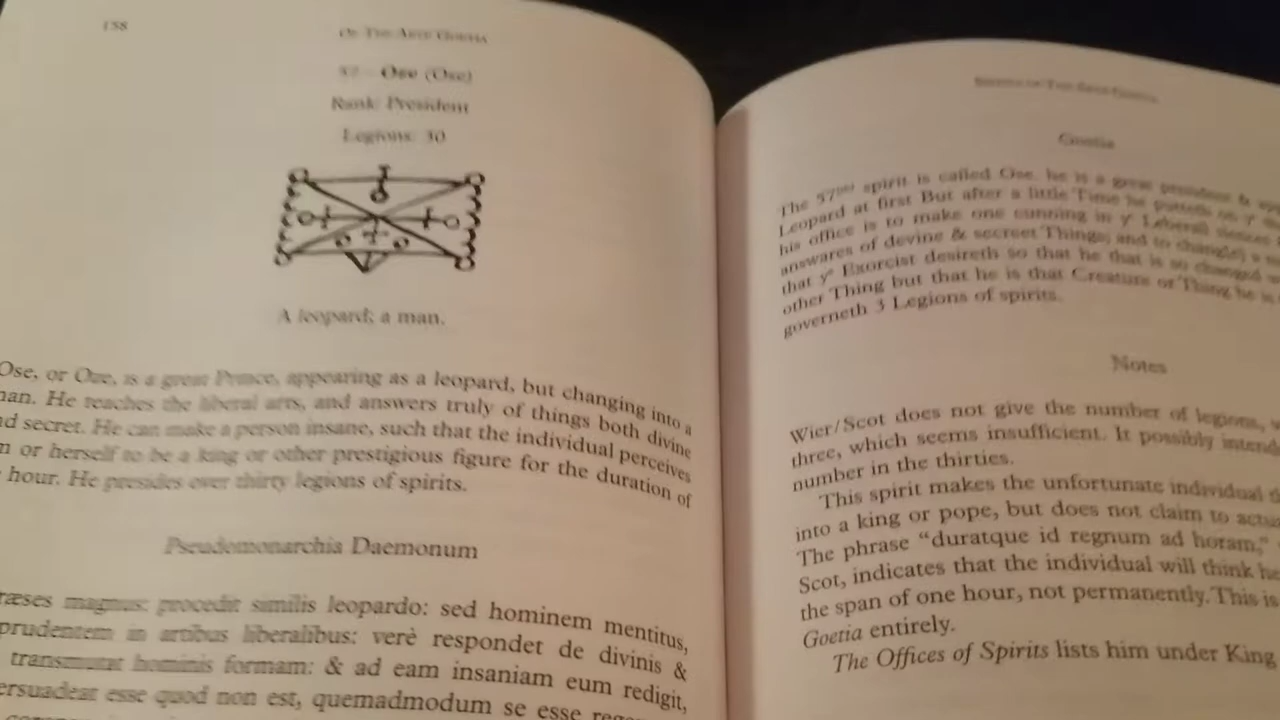 158
Of The Arte Goetia
57 – Ose (Oze)
Rank: President
Legions: 30
A leopard; a man.
Ose, or Oze, is a great Prince, appearing as a leopard, but changing into a
man. He teaches the liberal arts, and answers truly of things both divine
nd secret. He can make a person insane, such that the individual perceives
m or herself to be a king or other prestigious figure for the duration of
hour. He presides over thirty legions of spirits.
Pseudomonarchia Daemonum
ræses magnus: procedit similis leopardo: sed hominem mentitus,
prudentem in artibus liberalibus: verè respondet de divinis &
transmutat hominis formam: & ad eam insaniam eum redigit,
ersuadeat esse quod non est, quemadmodum se esse
Goetia
The 57 spirit is called Ose. he is a great president &
Leopard at first But after a little Time he putteth on yᵉ
his office is to make one cunning in yᵉ Leberall
answares of devine & secreet Things; and to change
that yᵉ Exorcist desireth so that he that is so changed
other Thing but that he is that Creature or Thing he is
governeth 3 Legions of spirits.
Notes
Wier/Scot does not give the number of legions,
three, which seems insufficient. It possibly
number in the thirties.
This spirit makes the unfortunate individual
into a king or pope, but does not claim to
The phrase “duratque id regnum ad horam,”
Scot, indicates that the individual will think he
the span of one hour, not permanently. This is
Goetia entirely.
The Offices of Spirits lists him under King